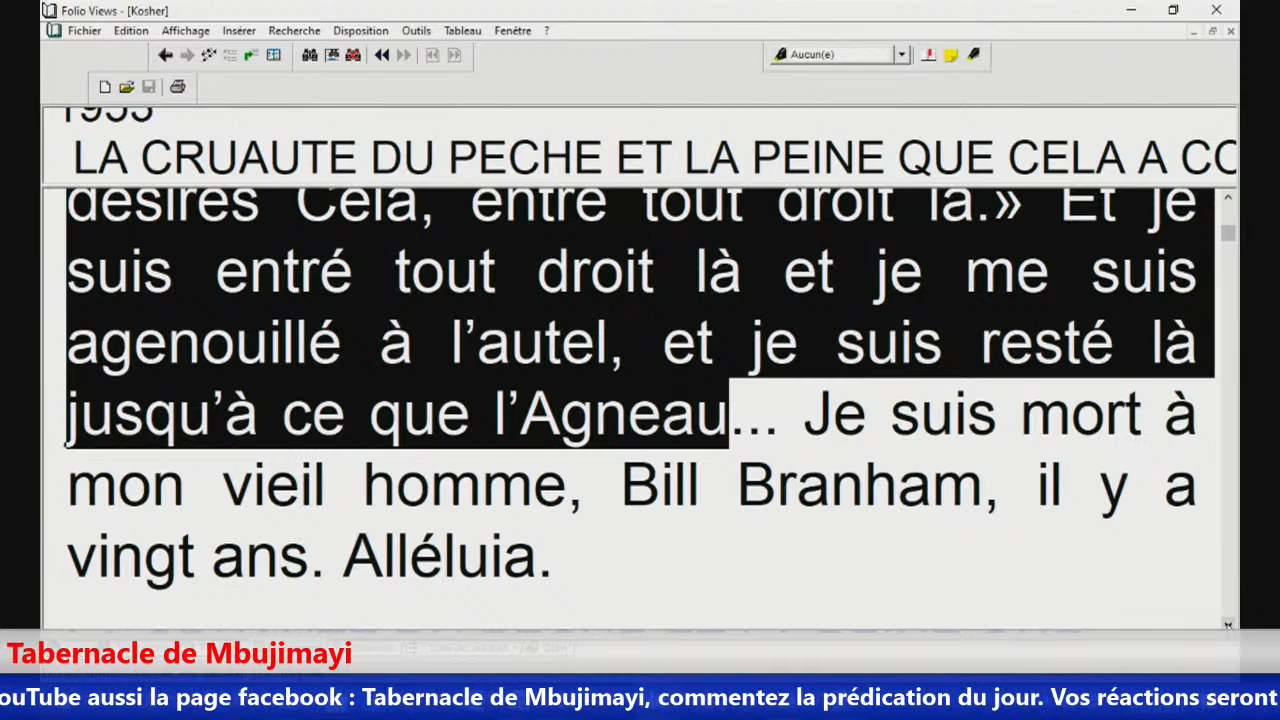 Folio Views - [Kosher]
Fichier Edition Affichage Insérer Recherche Disposition Outils Tableau Fenêtre ?
Aucun(e)
1953
LA CRUAUTE DU PECHE ET LA PEINE QUE CELA A CO
désires Cela, entre tout droit là.» Et je
suis entré tout droit là et je me suis
agenouillé à l’autel, et je suis resté là
jusqu’à ce que l’Agneau... Je suis mort à
mon vieil homme, Bill Branham, il y a
vingt ans. Alléluia.
Tabernacle de Mbujimayi
ouTube aussi la page facebook : Tabernacle de Mbujimayi, commentez la prédication du jour. Vos réactions seront